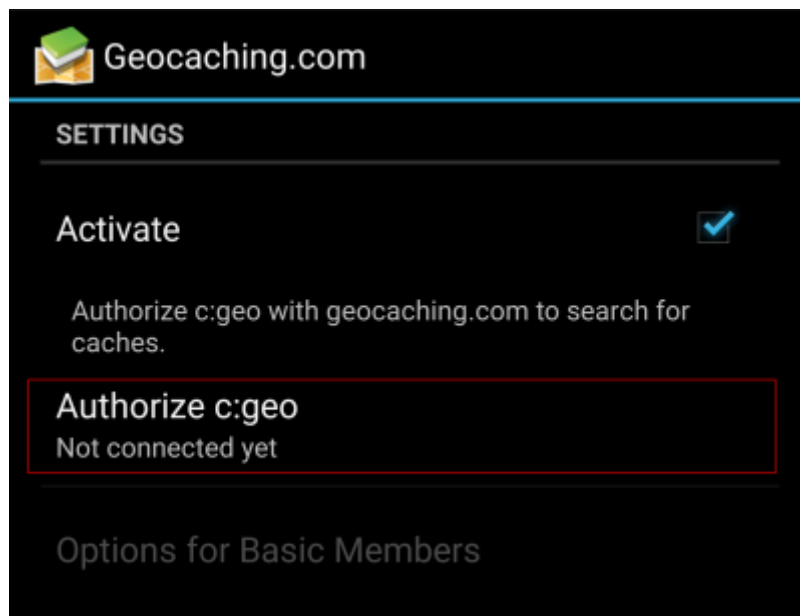 Geocaching.com
SETTINGS
Activate
Authorize c:geo with geocaching.com to search for
caches.
Authorize c:geo
Not connected yet
Options for Basic Members